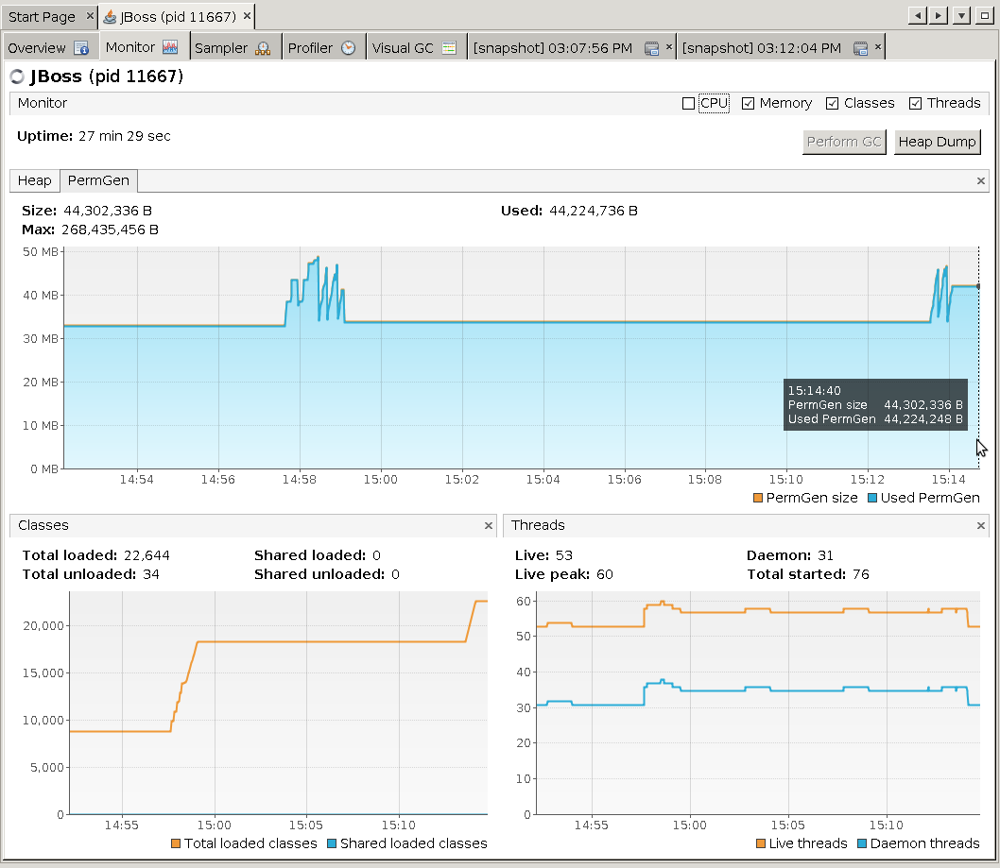 Start Page JBoss (pid 11667)
Overview Monitor Sampler Profiler Visual GC [snapshot] 03:07:56 PM [snapshot] 03:12:04 PM
JBoss (pid 11667)
Monitor CPU Memory Classes Threads
Uptime: 27 min 29 sec
Perform GC Heap Dump
Heap PermGen
Size: 44,302,336 B Used: 44,224,736 B
Max: 268,435,456 B
50 MB
40 MB
30 MB
20 MB
10 MB
0 MB
15:14:40
PermGen size 44,302,336 B
Used PermGen 44,224,248 B
14:54 14:56 14:58 15:00 15:02 15:04 15:06 15:08 15:10 15:12 15:14
PermGen size Used PermGen
Classes
Total loaded: 22,644 Shared loaded: 0
Total unloaded: 34 Shared unloaded: 0
20,000
15,000
10,000
5,000
0
14:55 15:00 15:05 15:10
Total loaded classes Shared loaded classes
Threads
Live: 53 Daemon: 31
Live peak: 60 Total started: 76
60
50
40
30
20
10
0
14:55 15:00 15:05 15:10
Live threads Daemon threads